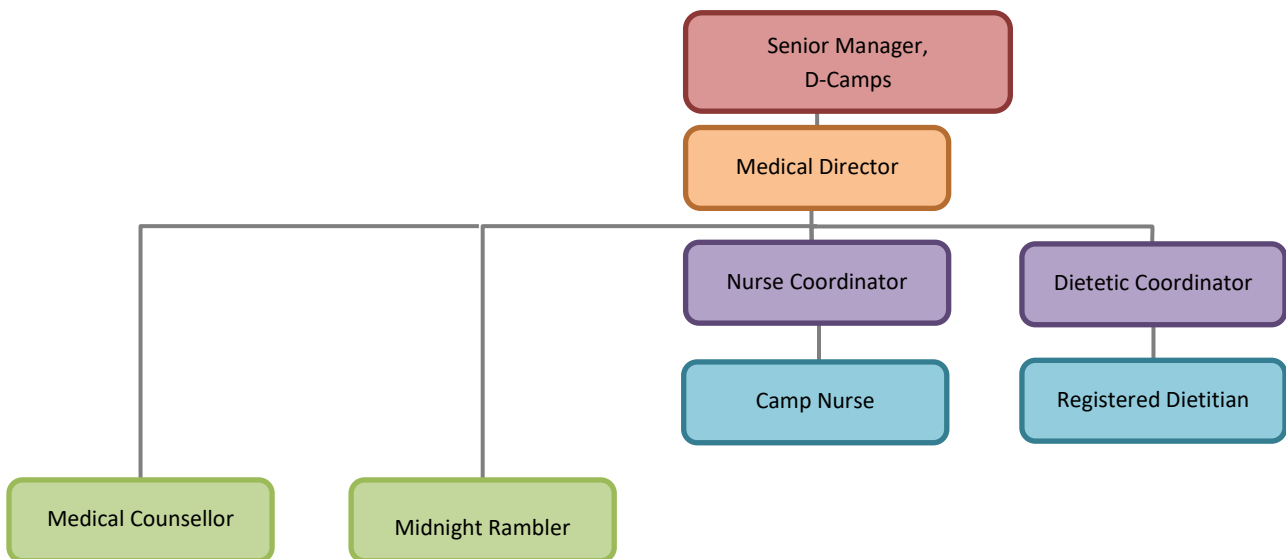 Senior Manager,
D-Camps
Medical Director
Nurse Coordinator
Dietetic Coordinator
Camp Nurse
Registered Dietitian
Medical Counsellor
Midnight Rambler